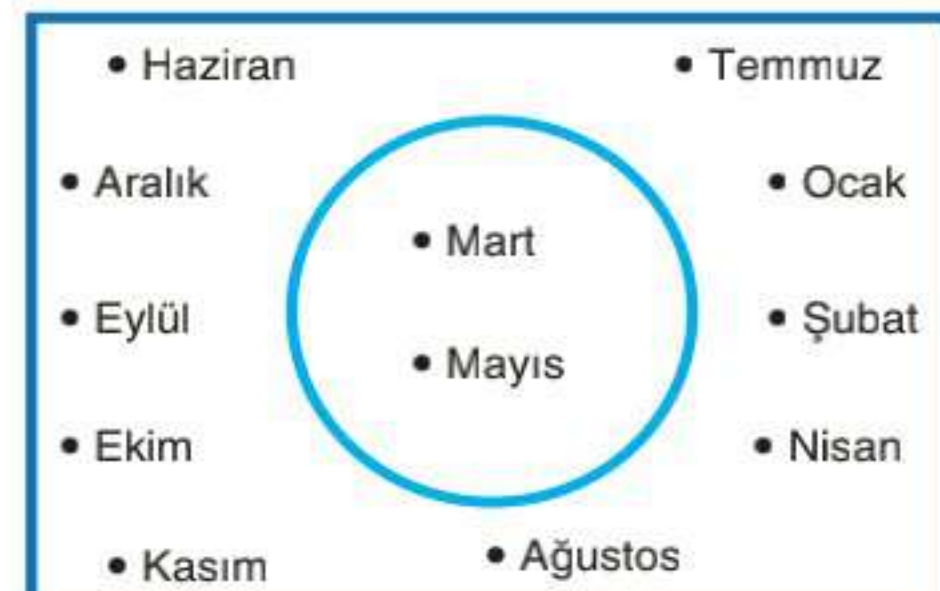 • Haziran
• Temmuz
• Aralık
• Ocak
• Mart
• Eylül
• Şubat
• Mayıs
• Ekim
• Nisan
• Kasım
• Ağustos